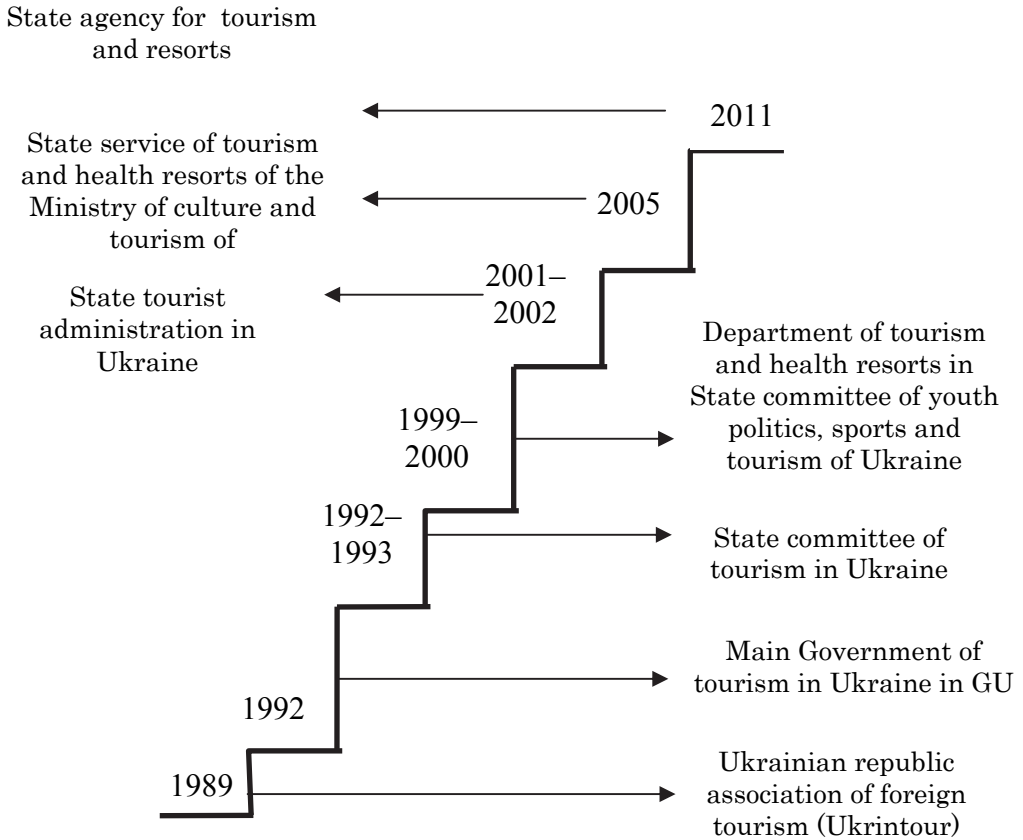 State agency for tourism
and resorts
2011
State service of tourism
and health resorts of the
Ministry of culture and
tourism of
2005
2001–
2002
State tourist
administration in
Ukraine
Department of tourism
and health resorts in
State committee of youth
politics, sports and
tourism of Ukraine
1999–
2000
1992–
1993
State committee of
tourism in Ukraine
Main Government of
tourism in Ukraine in GU
1992
1989
Ukrainian republic
association of foreign
tourism (Ukrintour)